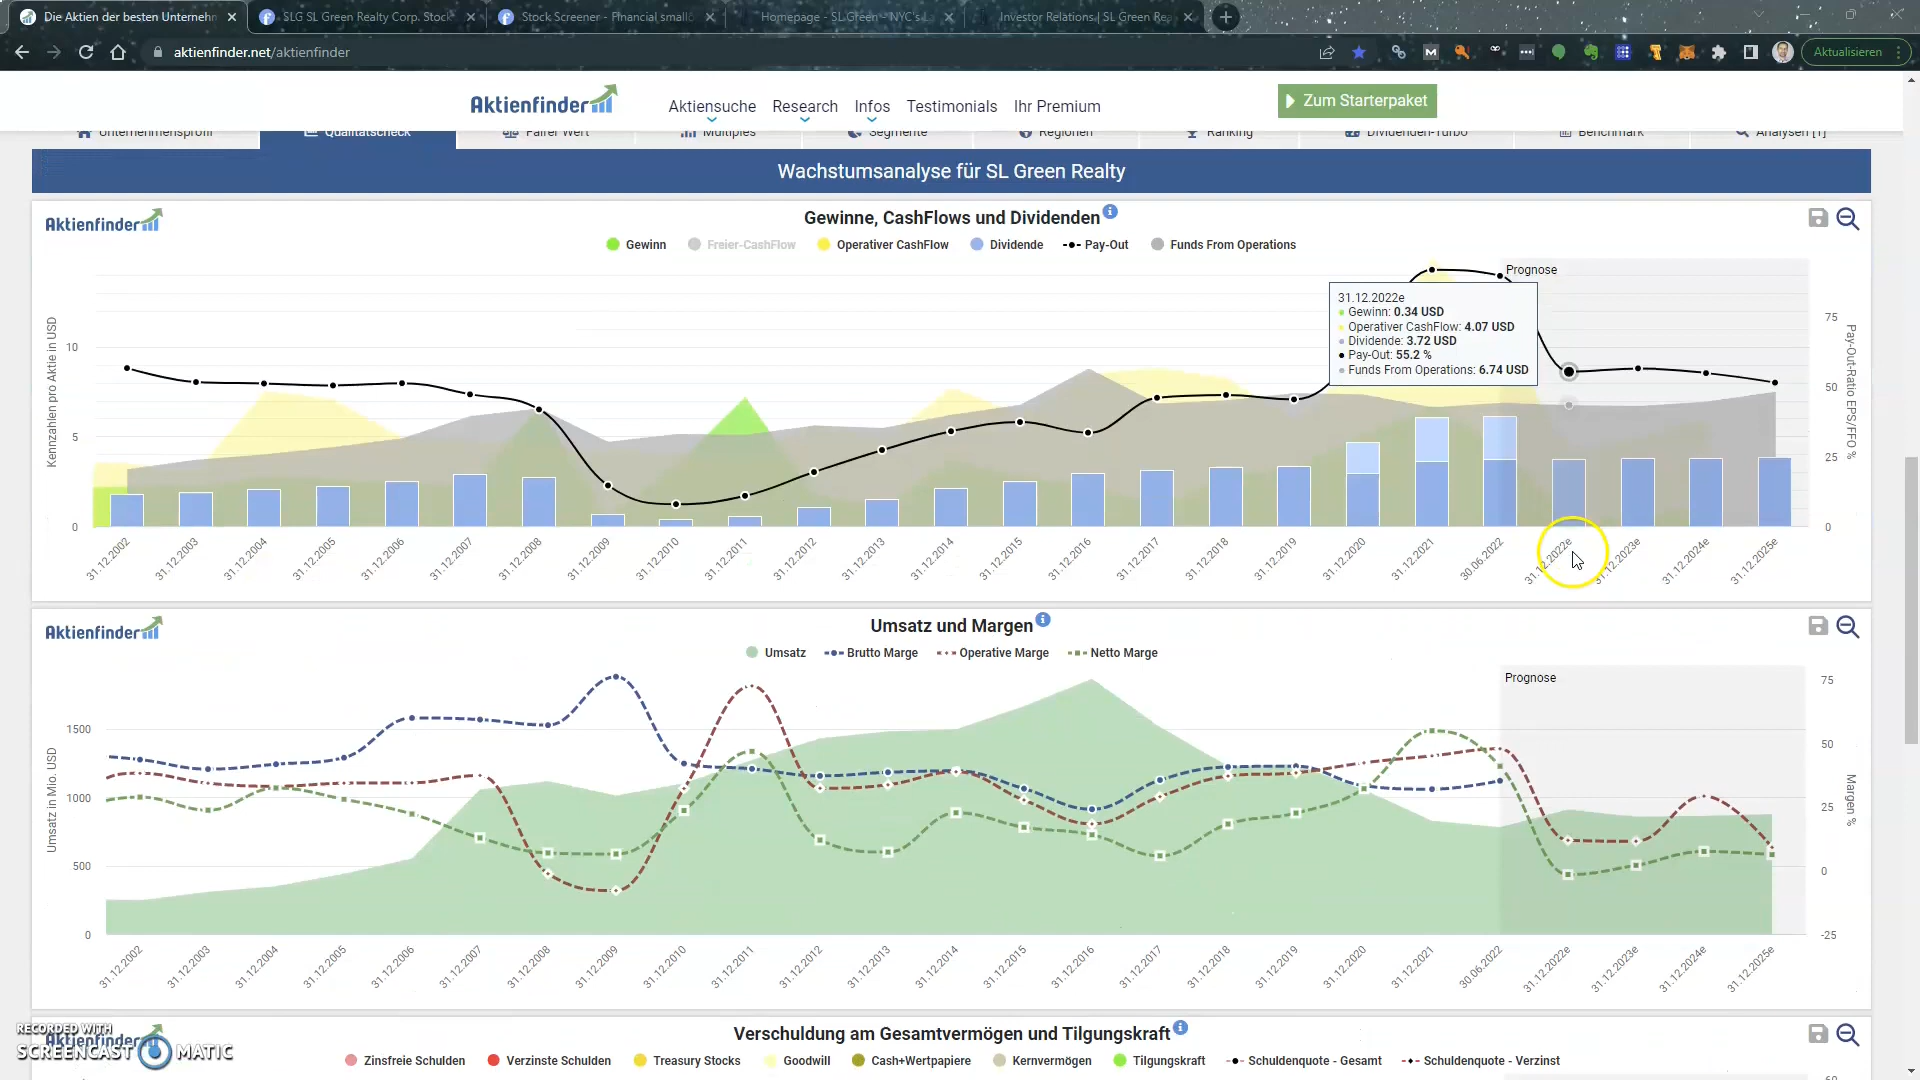 Die Aktien der besten Unternehm
SLG SL Green Realty Corp. Stock
Stock Screener - Financial small
Homepage - SL Green - NYC's L
Investor Relations | SL Green Rea
aktienfinder.net/aktienfinder
Aktualisieren
Aktienfinder
Aktiensuche
Research
Infos
Testimonials
Ihr Premium
Zum Starterpaket
Unternehmensprofil
Qualitätscheck
Fairer Wert
Multiples
Segmente
Regionen
Ranking
Dividenden-Turbo
Benchmark
Analysen [1]
Wachstumsanalyse für SL Green Realty
Aktienfinder
Gewinne, CashFlows und Dividenden
Gewinn
Freier-CashFlow
Operativer CashFlow
Dividende
Pay-Out
Funds From Operations
Prognose
31.12.2022e
Gewinn: 0.34 USD
Operativer CashFlow: 4.07 USD
Dividende: 3.72 USD
Pay-Out: 55.2 %
Funds From Operations: 6.74 USD
Kennzahlen pro Aktie in USD
10
5
0
75
50
25
0
Pay-Out-Ratio EPS/FFO %
31.12.2002
31.12.2003
31.12.2004
31.12.2005
31.12.2006
31.12.2007
31.12.2008
31.12.2009
31.12.2010
31.12.2011
31.12.2012
31.12.2013
31.12.2014
31.12.2015
31.12.2016
31.12.2017
31.12.2018
31.12.2019
31.12.2020
31.12.2021
30.06.2022
31.12.2022e
31.12.2023e
31.12.2024e
31.12.2025e
Aktienfinder
Umsatz und Margen
Umsatz
Brutto Marge
Operative Marge
Netto Marge
Prognose
Umsatz in Mio. USD
1500
1000
500
0
75
50
25
0
-25
Margen %
31.12.2002
31.12.2003
31.12.2004
31.12.2005
31.12.2006
31.12.2007
31.12.2008
31.12.2009
31.12.2010
31.12.2011
31.12.2012
31.12.2013
31.12.2014
31.12.2015
31.12.2016
31.12.2017
31.12.2018
31.12.2019
31.12.2020
31.12.2021
30.06.2022
31.12.2022e
31.12.2023e
31.12.2024e
31.12.2025e
Aktienfinder
Verschuldung am Gesamtvermögen und Tilgungskraft
Zinsfreie Schulden
Verzinste Schulden
Treasury Stocks
Goodwill
Cash+Wertpapiere
Kernvermögen
Tilgungskraft
Schuldenquote - Gesamt
Schuldenquote - Verzinst
RECORDED WITH
SCREENCAST MATIC